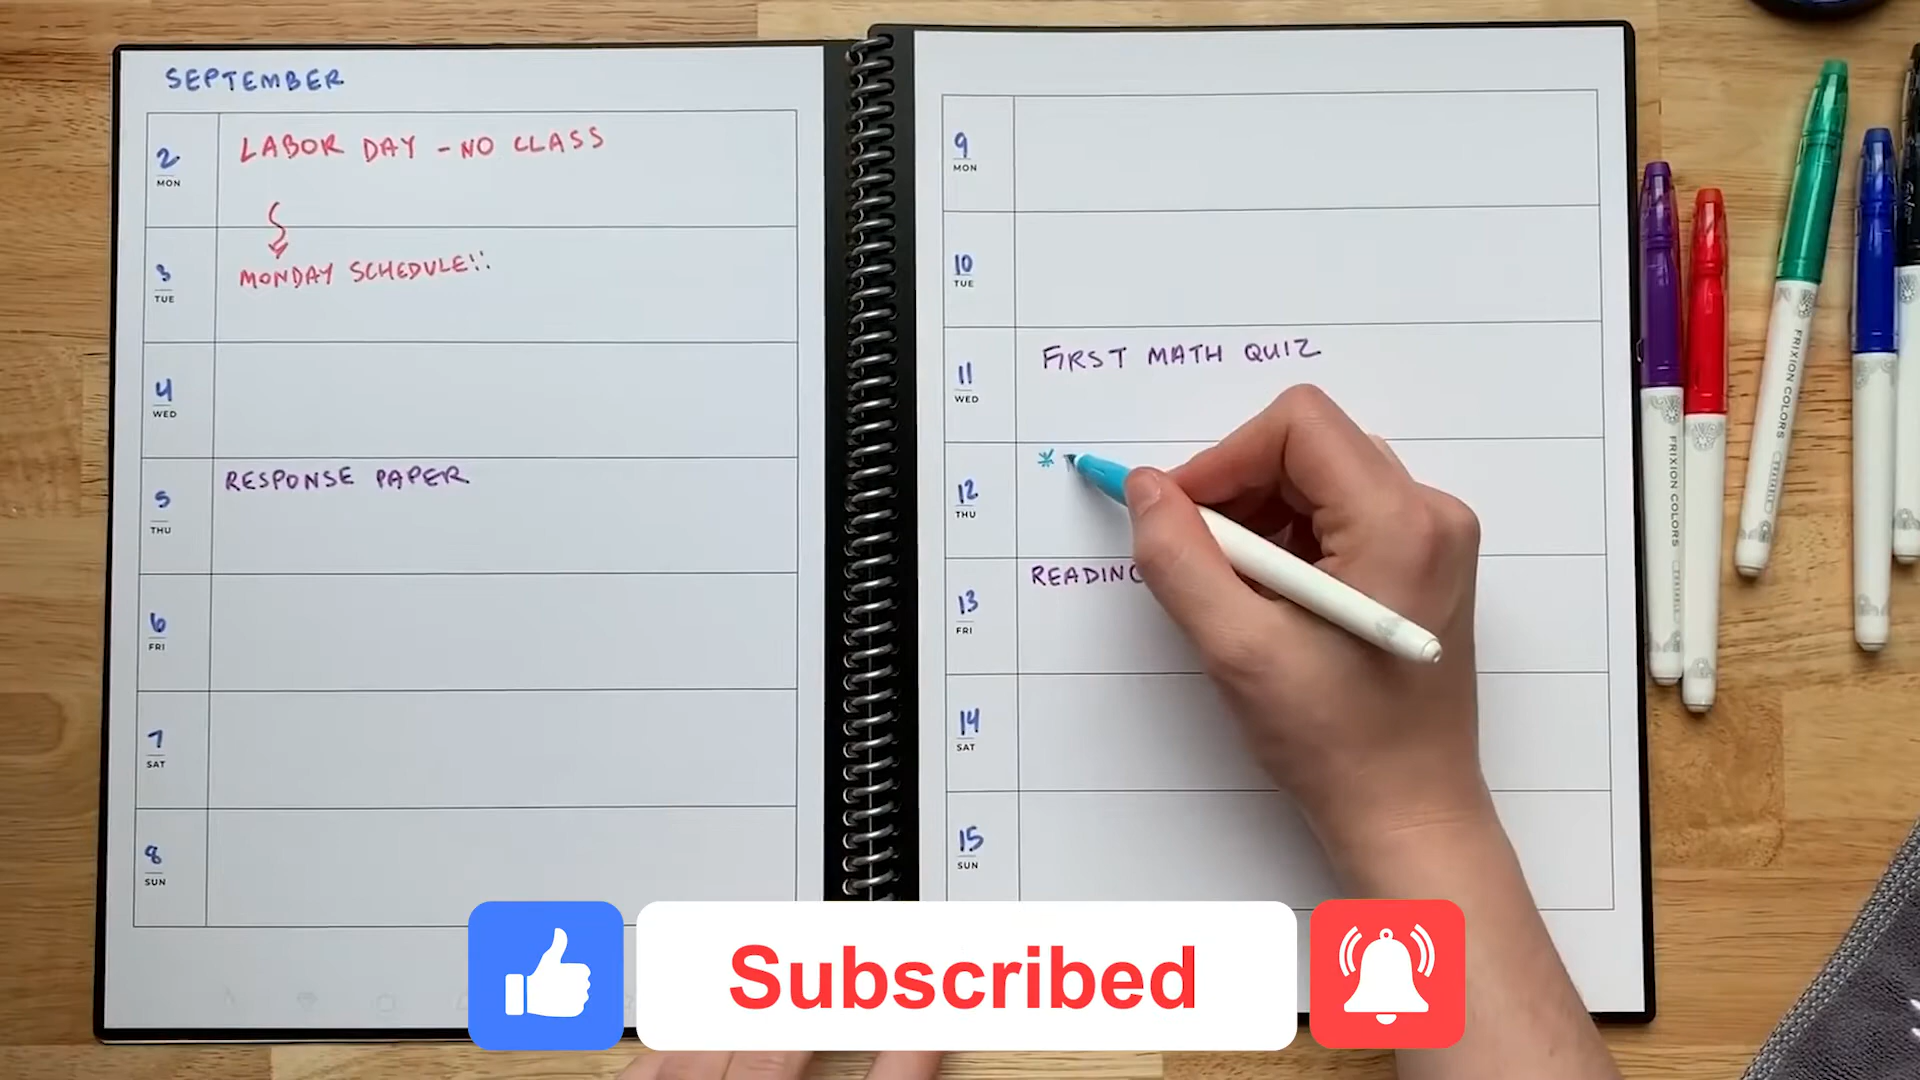 SEPTEMBER
2
MON
LABOR DAY - NO CLASS
3
TUE
MONDAY SCHEDULE!!
4
WED
5
THU
RESPONSE PAPER
6
FRI
7
SAT
8
SUN
9
MON
10
TUE
11
WED
FIRST MATH QUIZ
12
THU
*
13
FRI
READING
14
SAT
15
SUN
FRIXION COLORS
FRIXION COLORS
Subscribed